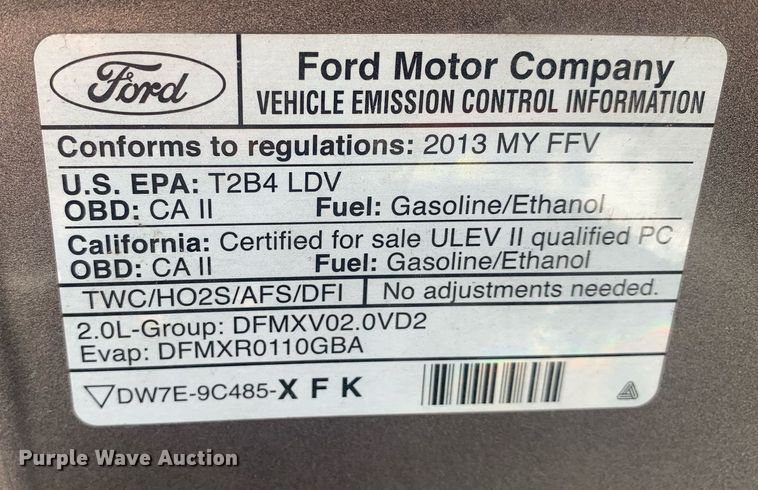 Ford
Ford Motor Company
VEHICLE EMISSION CONTROL INFORMATION
Conforms to regulations: 2013 MY FFV
U.S. EPA: T2B4 LDV
OBD: CA II Fuel: Gasoline/Ethanol
California: Certified for sale ULEV II qualified PC
OBD: CA II Fuel: Gasoline/Ethanol
TWC/HO2S/AFS/DFI No adjustments needed.
2.0L-Group: DFMXV02.0VD2
Evap: DFMXR0110GBA
DW7E-9C485-X F K
Purple Wave Auction